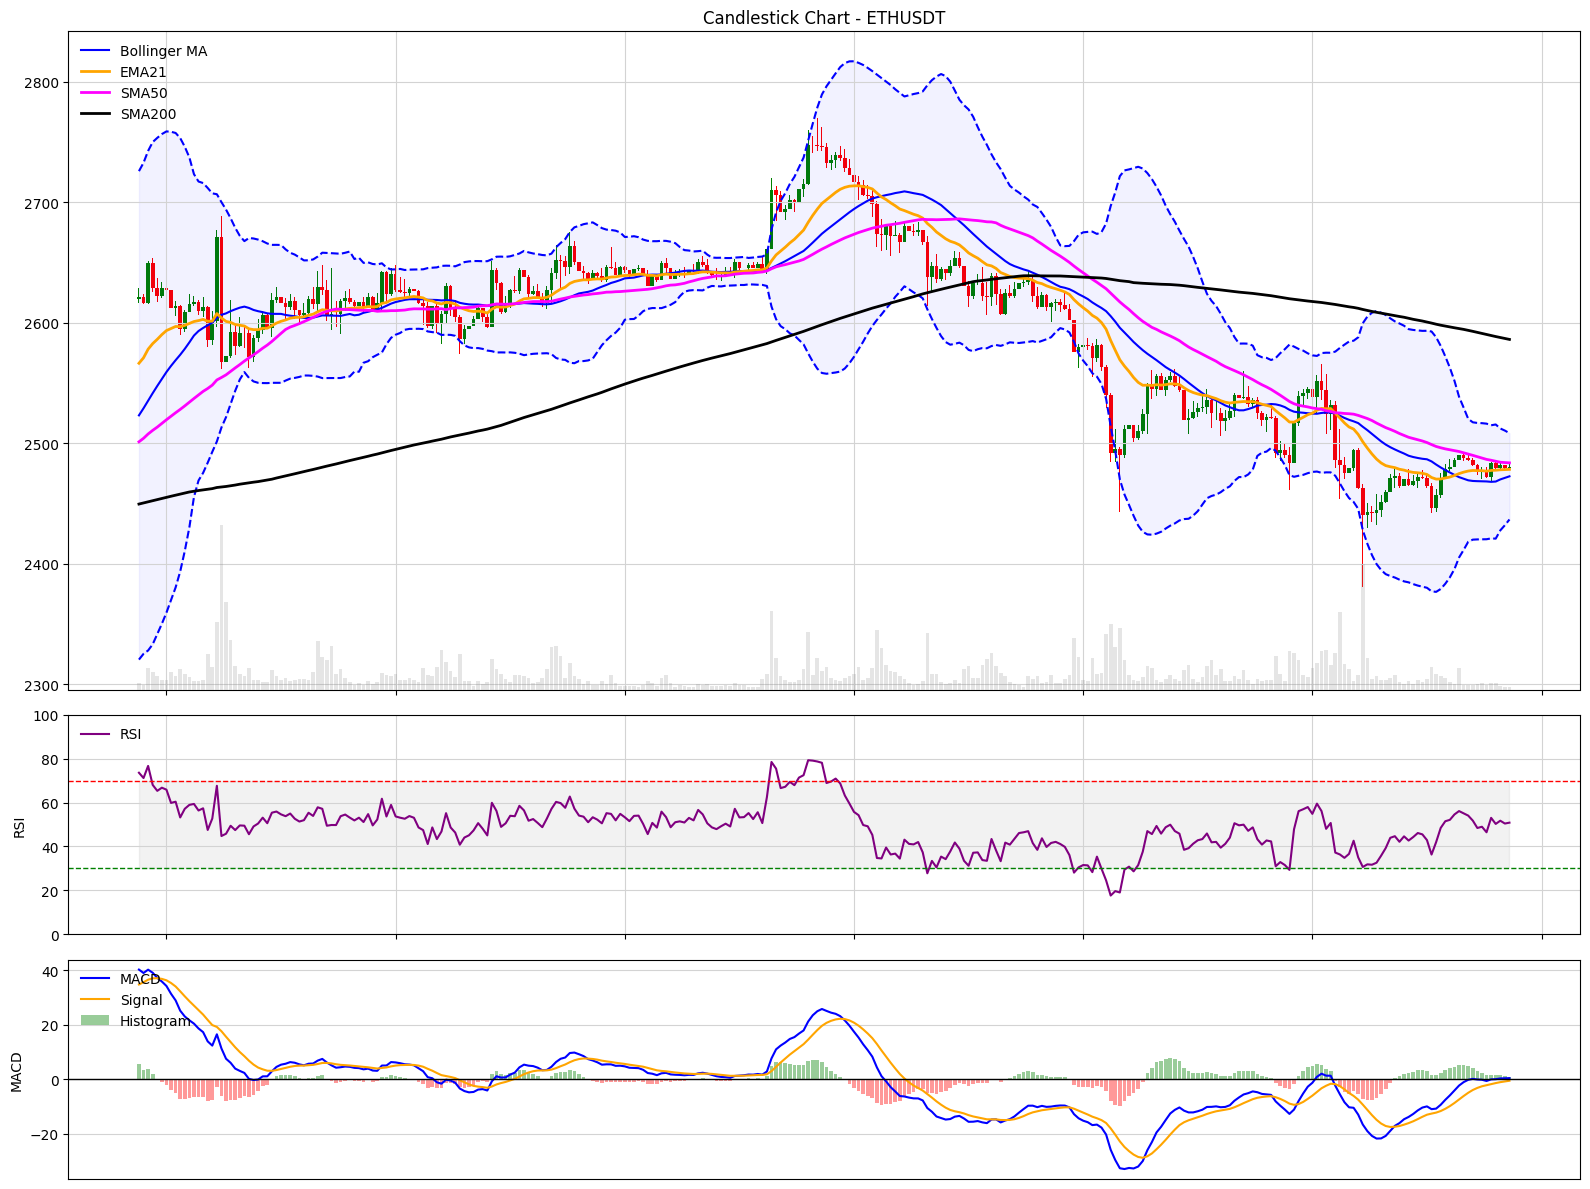 Candlestick Chart - ETHUSDT
Bollinger MA
EMA21
SMA50
SMA200
2800
2700
2600
2500
2400
2300
RSI
100
80
60
40
20
0
RSI
MACD
Signal
Histogram
40
20
0
−20
MACD